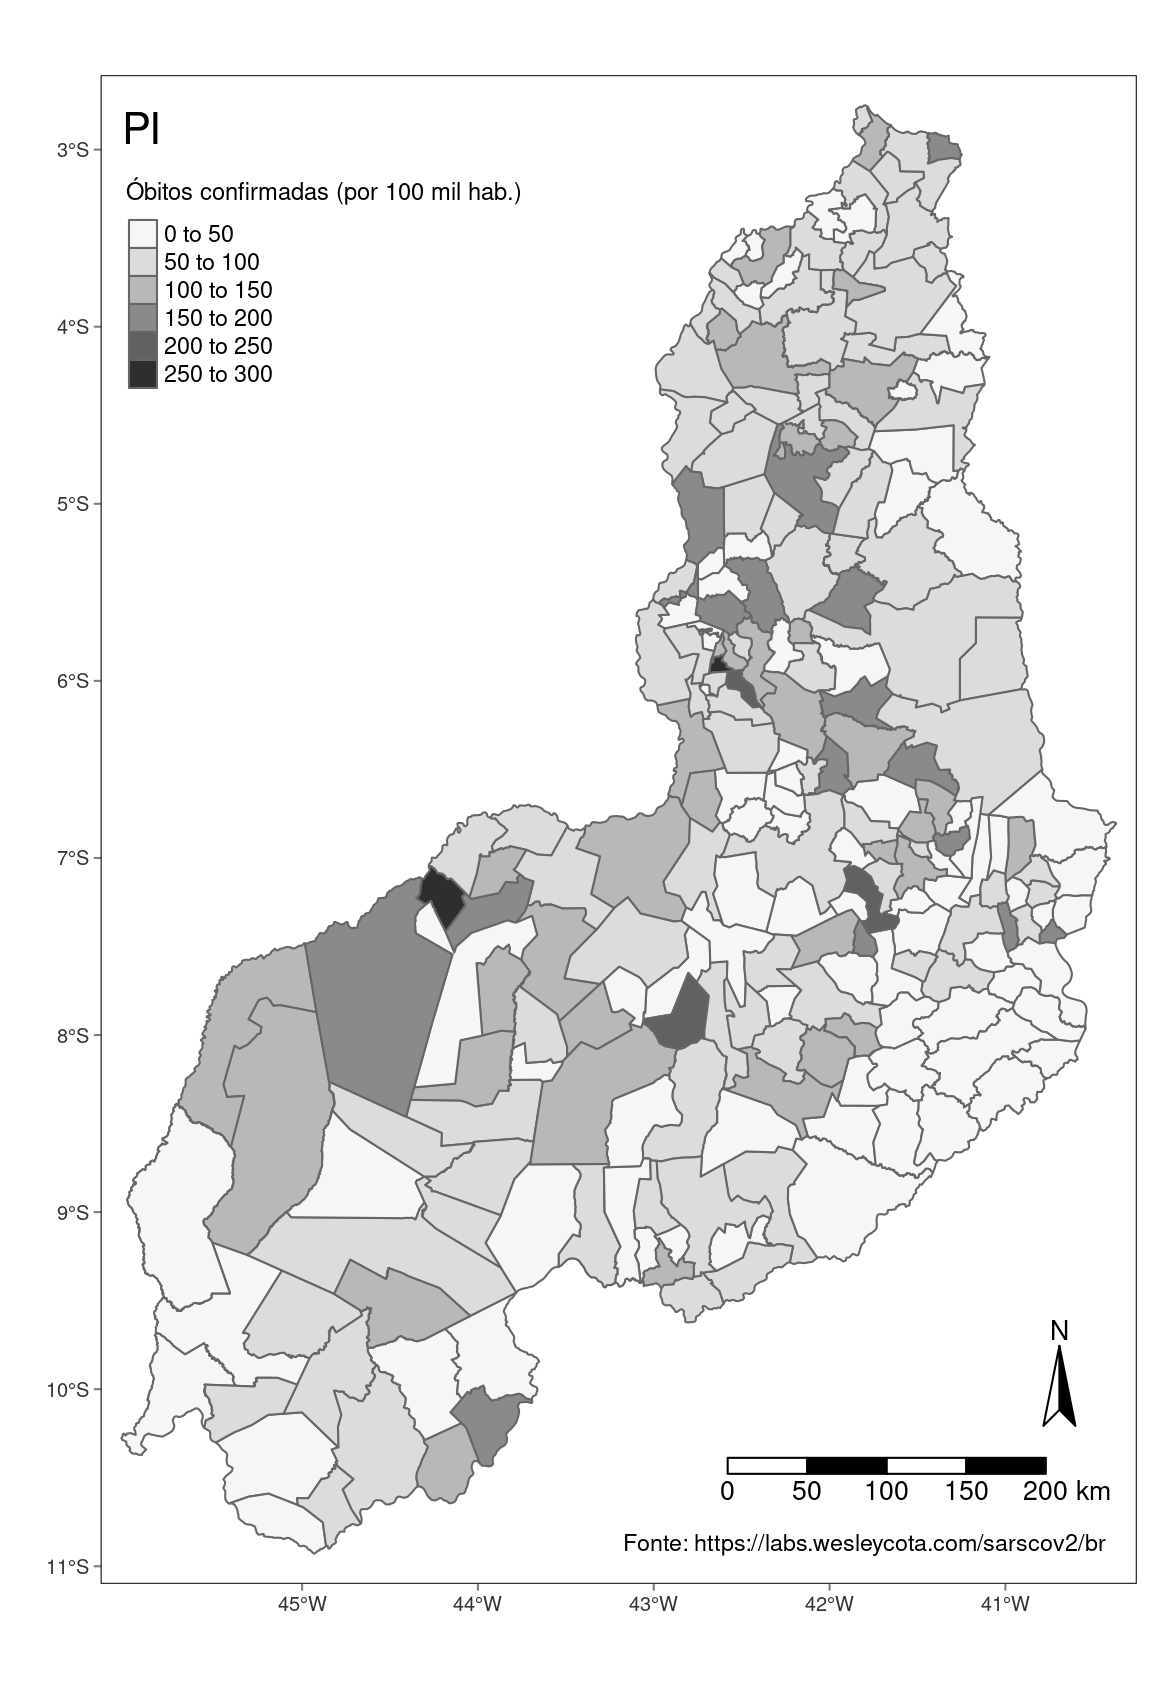 PI
Óbitos confirmadas (por 100 mil hab.)
0 to 50
50 to 100
100 to 150
150 to 200
200 to 250
250 to 300
3°S
4°S
5°S
6°S
7°S
8°S
9°S
10°S
11°S
N
0 50 100 150 200 km
Fonte: https://labs.wesleycota.com/sarscov2/br
45°W 44°W 43°W 42°W 41°W